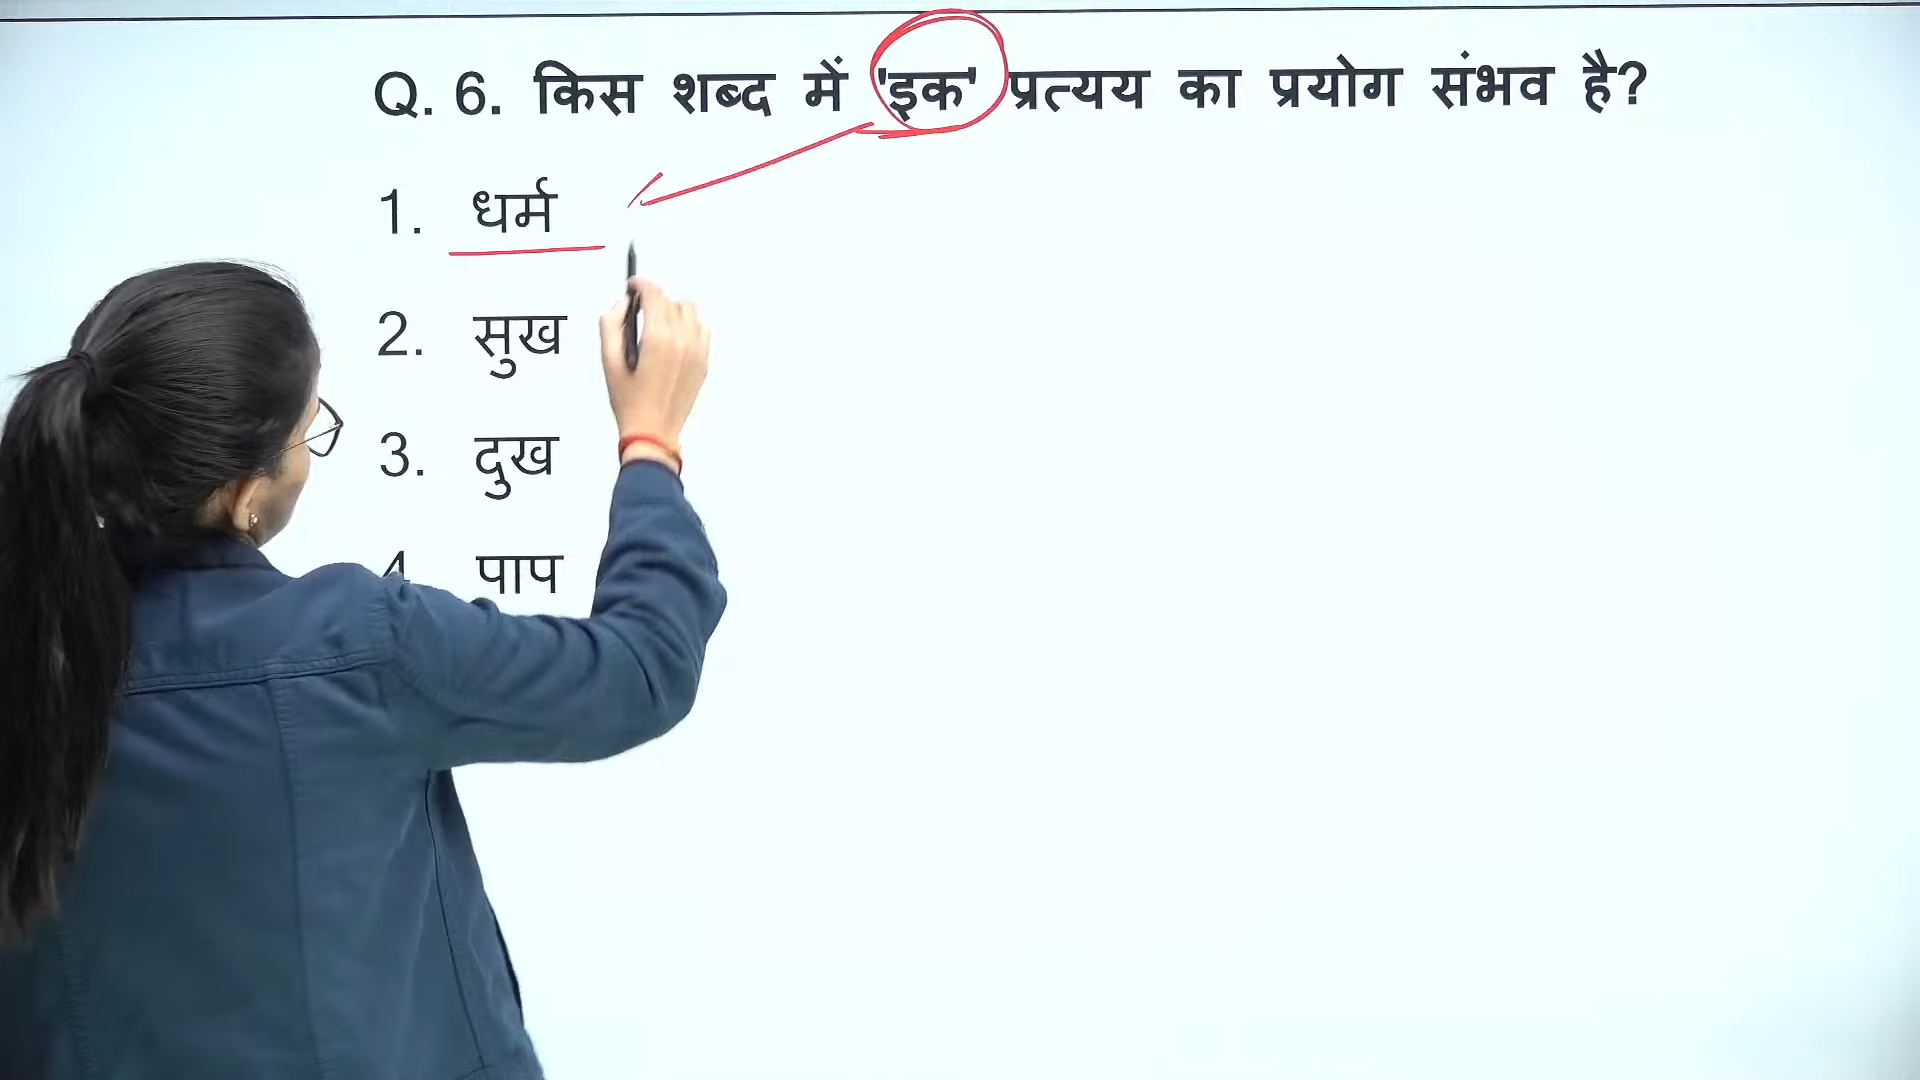 Q. 6. किस शब्द में 'इक' प्रत्यय का प्रयोग संभव है?
1. धर्म
2. सुख
3. दुख
4. पाप